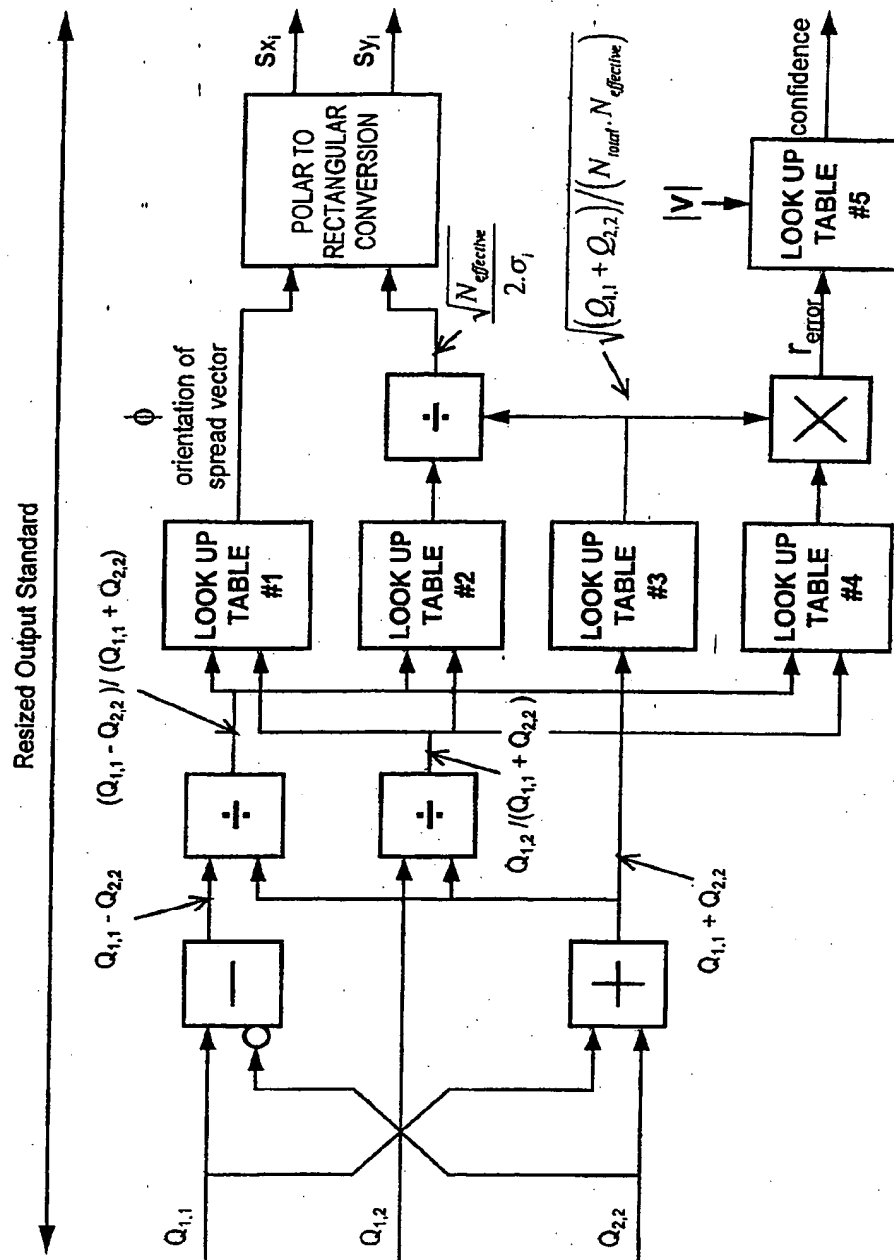 Resized Output Standard
Q1,1
Q1,2
Q2,2
−
+
Q1,1 - Q2,2
Q1,1 + Q2,2
÷
÷
(Q1,1 - Q2,2)/ (Q1,1 + Q2,2)
Q1,2 /(Q1,1 + Q2,2)
LOOK UP
TABLE
#1
LOOK UP
TABLE
#2
LOOK UP
TABLE
#3
LOOK UP
TABLE
#4
ϕ
orientation of
spread vector
÷
×
√Neffective
2.σi
√(Q1,1 + Q2,2)/(Ntotal. Neffective)
rerror
POLAR TO
RECTANGULAR
CONVERSION
|v|
LOOK UP
TABLE
#5
Sxi
Syi
confidence